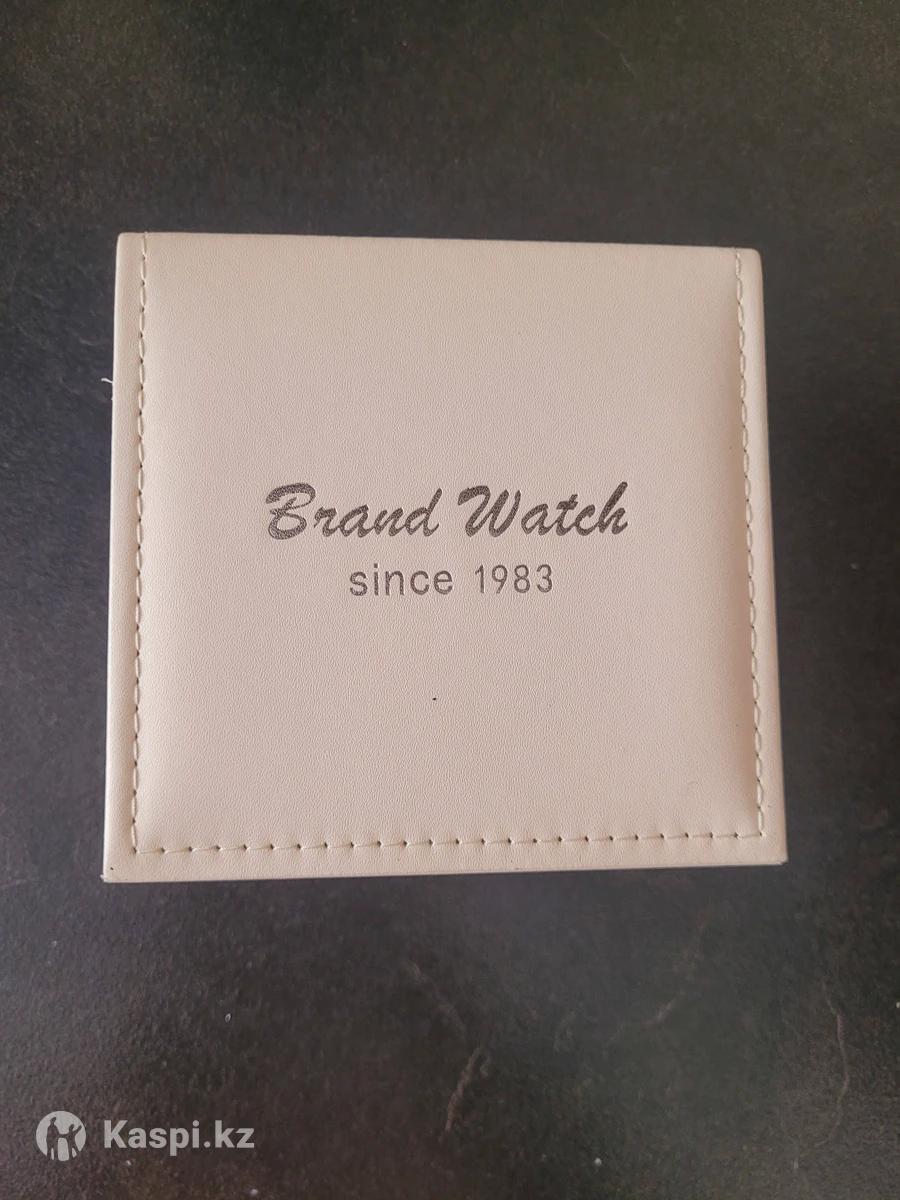 Brand Watch
since 1983
Kaspi.kz